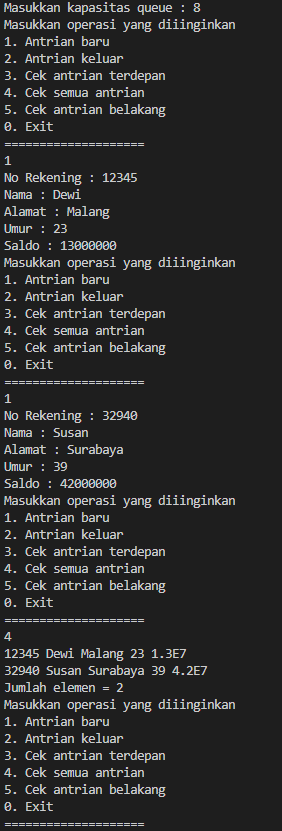 Masukkan kapasitas queue : 8
Masukkan operasi yang diiinginkan
1. Antrian baru
2. Antrian keluar
3. Cek antrian terdepan
4. Cek semua antrian
5. Cek antrian belakang
0. Exit
====================
1
No Rekening : 12345
Nama : Dewi
Alamat : Malang
Umur : 23
Saldo : 13000000
Masukkan operasi yang diiinginkan
1. Antrian baru
2. Antrian keluar
3. Cek antrian terdepan
4. Cek semua antrian
5. Cek antrian belakang
0. Exit
====================
1
No Rekening : 32940
Nama : Susan
Alamat : Surabaya
Umur : 39
Saldo : 42000000
Masukkan operasi yang diiinginkan
1. Antrian baru
2. Antrian keluar
3. Cek antrian terdepan
4. Cek semua antrian
5. Cek antrian belakang
0. Exit
====================
4
12345 Dewi Malang 23 1.3E7
32940 Susan Surabaya 39 4.2E7
Jumlah elemen = 2
Masukkan operasi yang diiinginkan
1. Antrian baru
2. Antrian keluar
3. Cek antrian terdepan
4. Cek semua antrian
5. Cek antrian belakang
0. Exit
====================